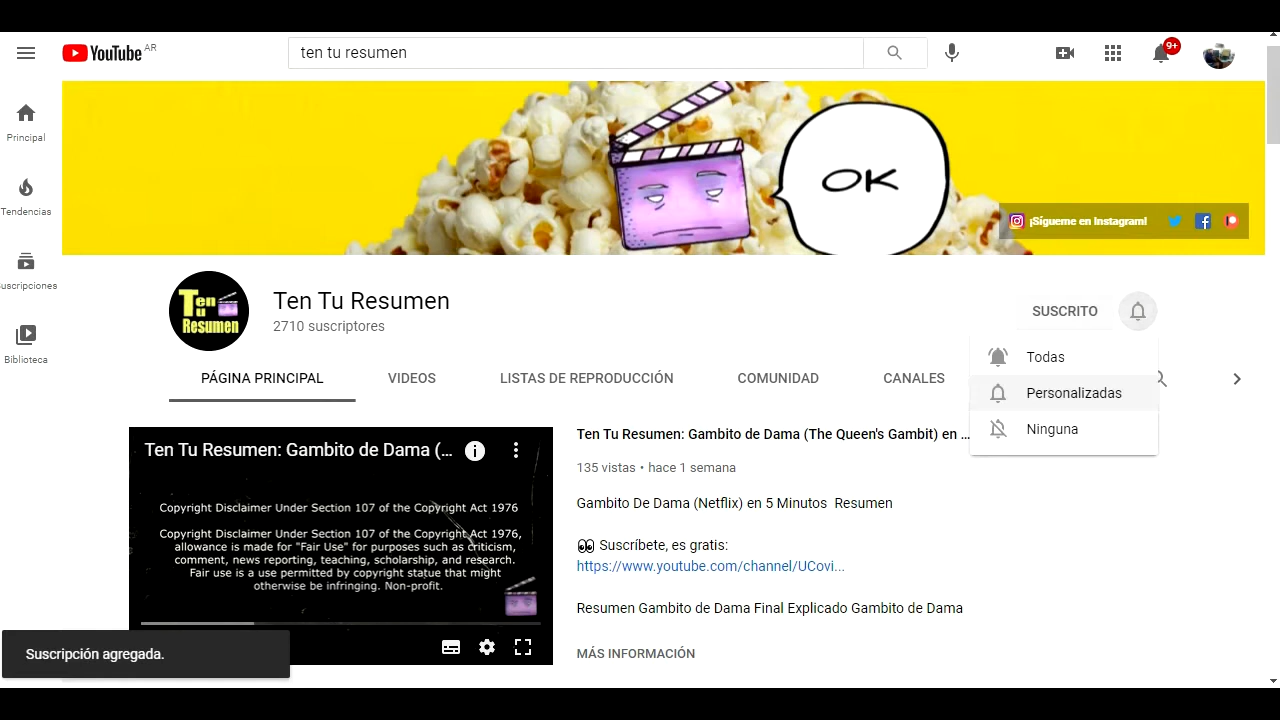 YouTube AR
ten tu resumen
9+
Principal
Tendencias
uscripciones
Biblioteca
OK
¡Sígueme en Instagram!
Ten Tu Resumen
Ten Tu Resumen
2710 suscriptores
SUSCRITO
Todas
Personalizadas
Ninguna
PÁGINA PRINCIPAL
VIDEOS
LISTAS DE REPRODUCCIÓN
COMUNIDAD
CANALES
Ten Tu Resumen: Gambito de Dama (...
Copyright Disclaimer Under Section 107 of the Copyright Act 1976
Copyright Disclaimer Under Section 107 of the Copyright Act 1976,
allowance is made for "Fair Use" for purposes such as criticism,
comment, news reporting, teaching, scholarship, and research.
Fair use is a use permitted by copyright statue that might
otherwise be infringing. Non-profit.
Ten Tu Resumen: Gambito de Dama (The Queen's Gambit) en ...
135 vistas • hace 1 semana
Gambito De Dama (Netflix) en 5 Minutos Resumen
👀 Suscríbete, es gratis:
https://www.youtube.com/channel/UCovi...
Resumen Gambito de Dama Final Explicado Gambito de Dama
MÁS INFORMACIÓN
Suscripción agregada.